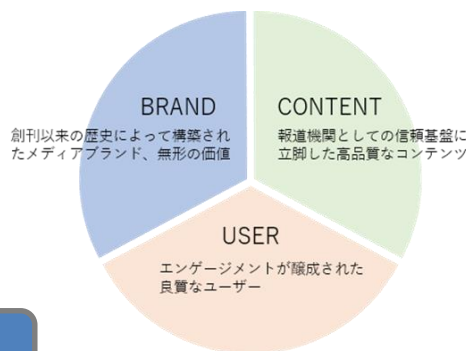 BRAND
創刊以来の歴史によって構築され
たメディアブランド、無形の価値
CONTENT
報道機関としての信頼基盤に
立脚した高品質なコンテンツ
USER
エンゲージメントが醸成された
良質なユーザー